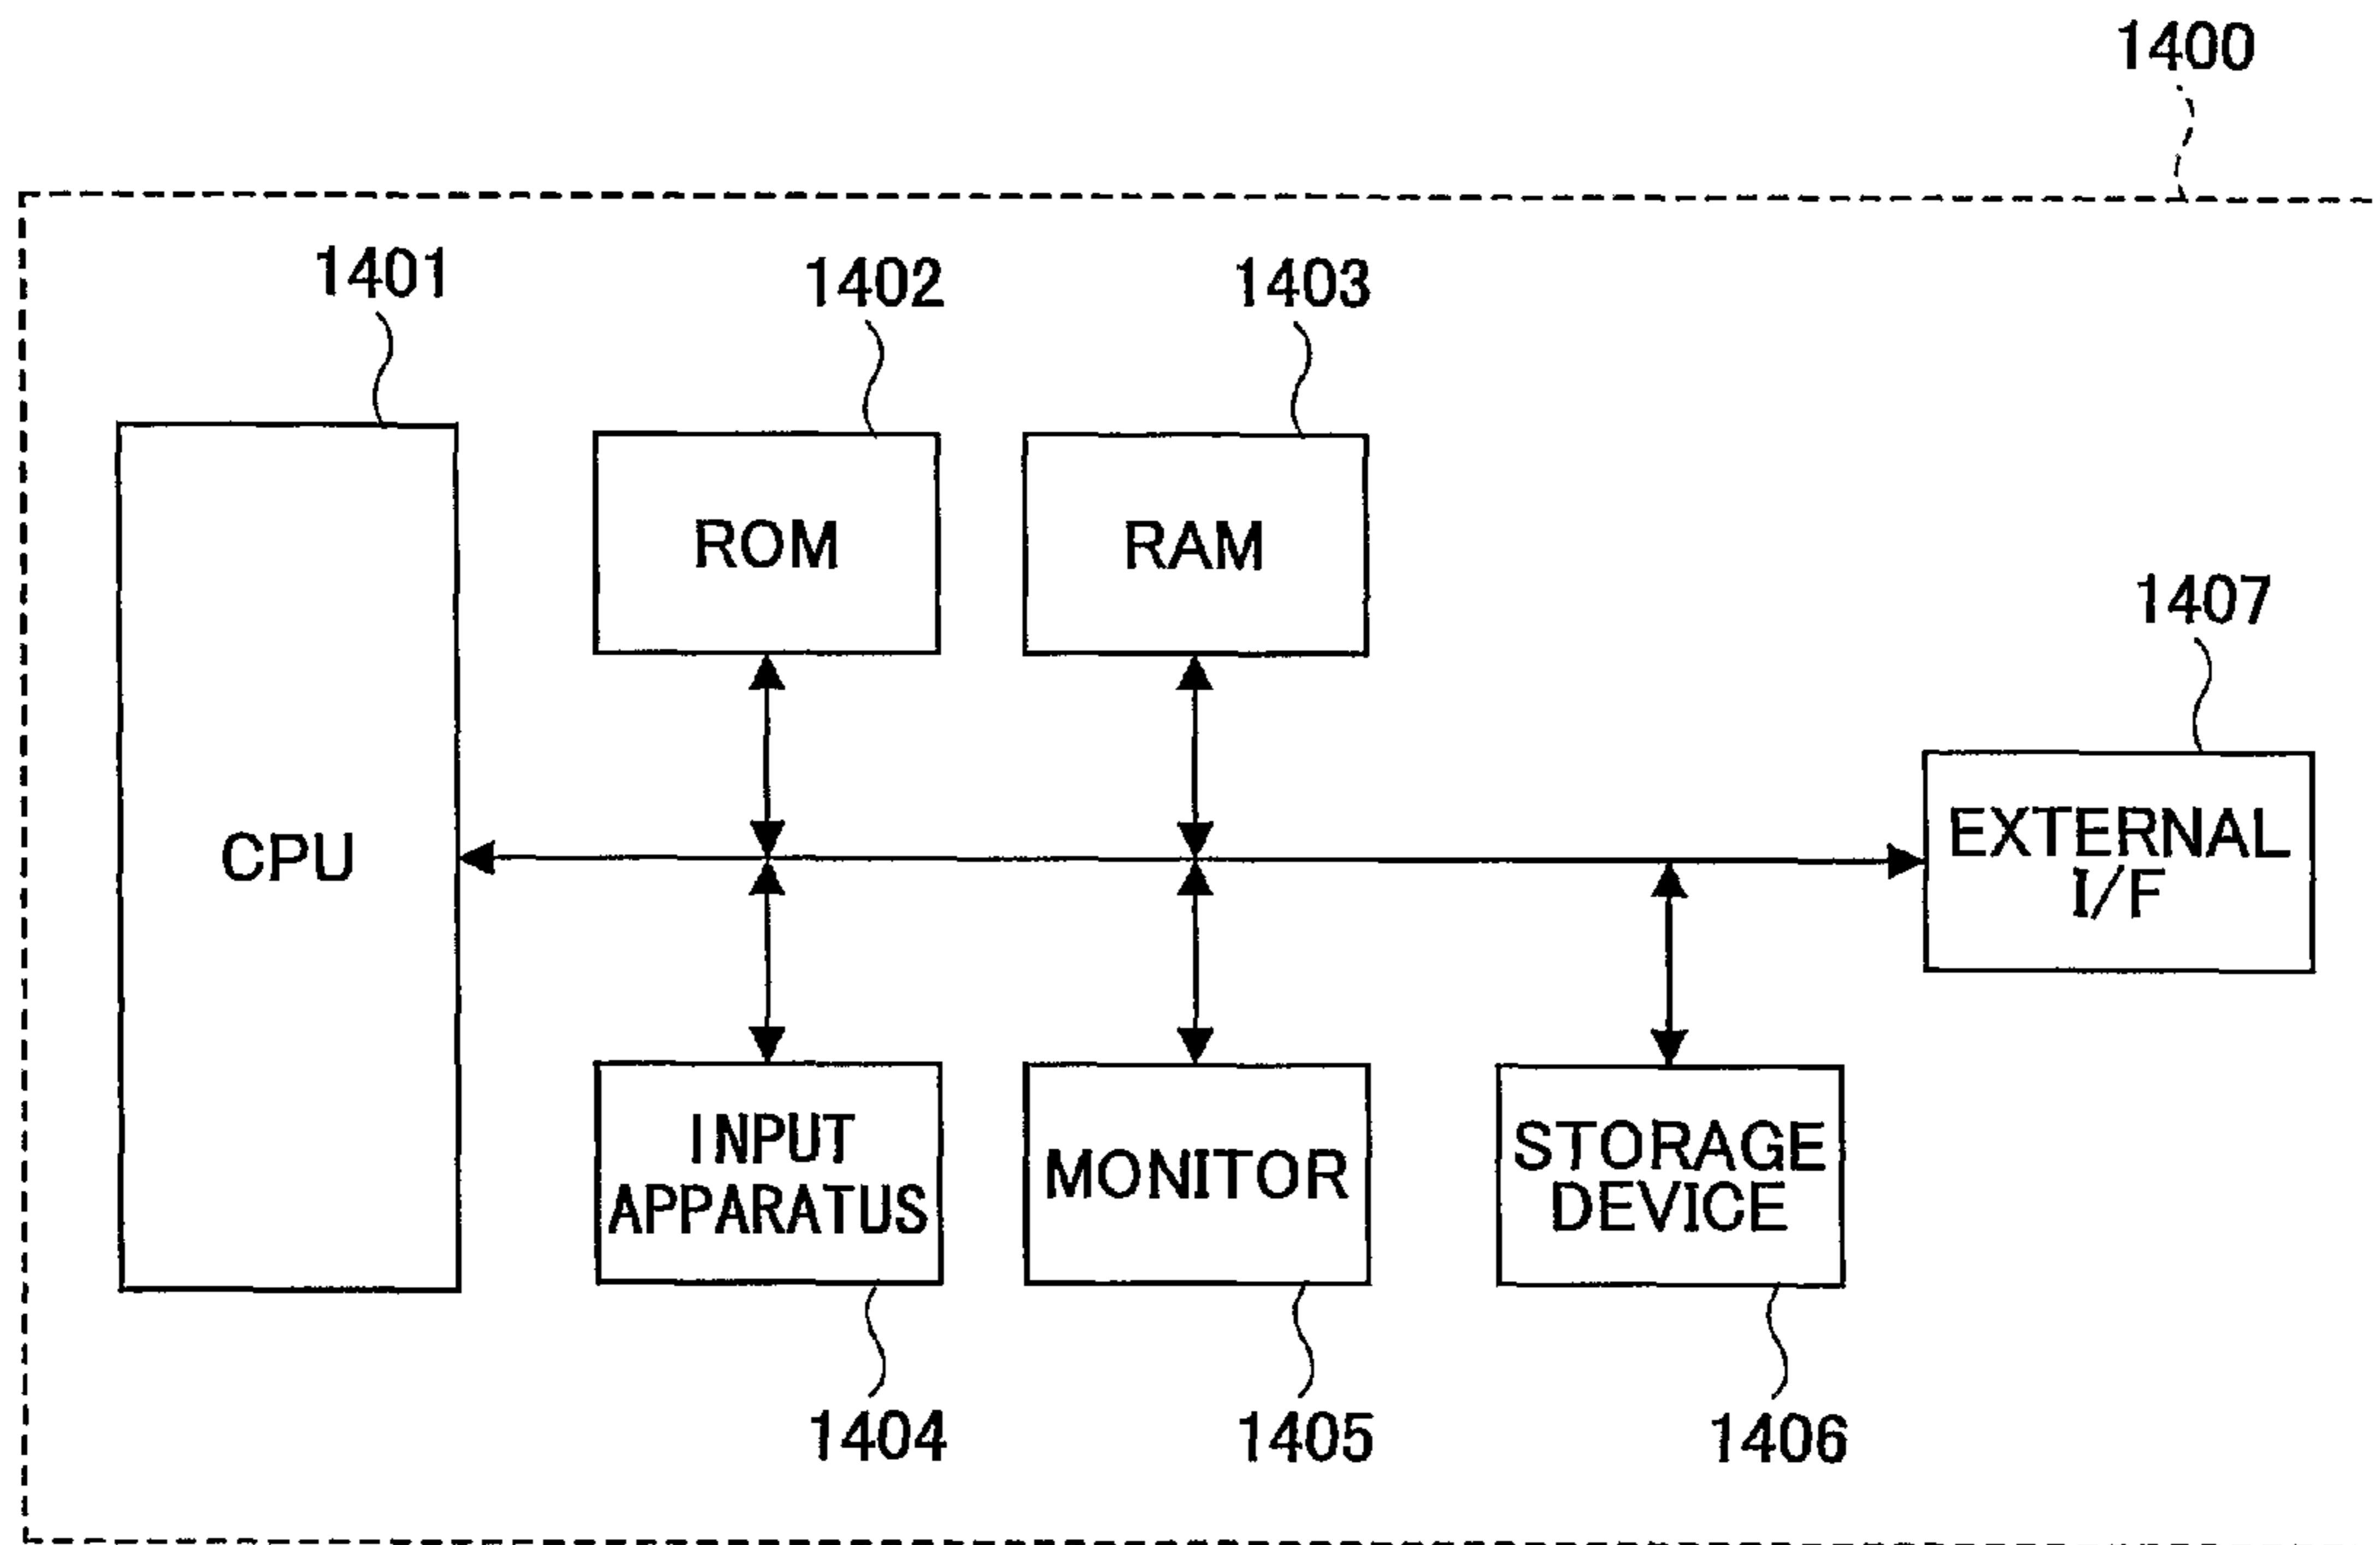 1400
1401
1402
1403
ROM
RAM
1407
CPU
EXTERNAL
I/F
INPUT
APPARATUS
MONITOR
STORAGE
DEVICE
1404
1405
1406